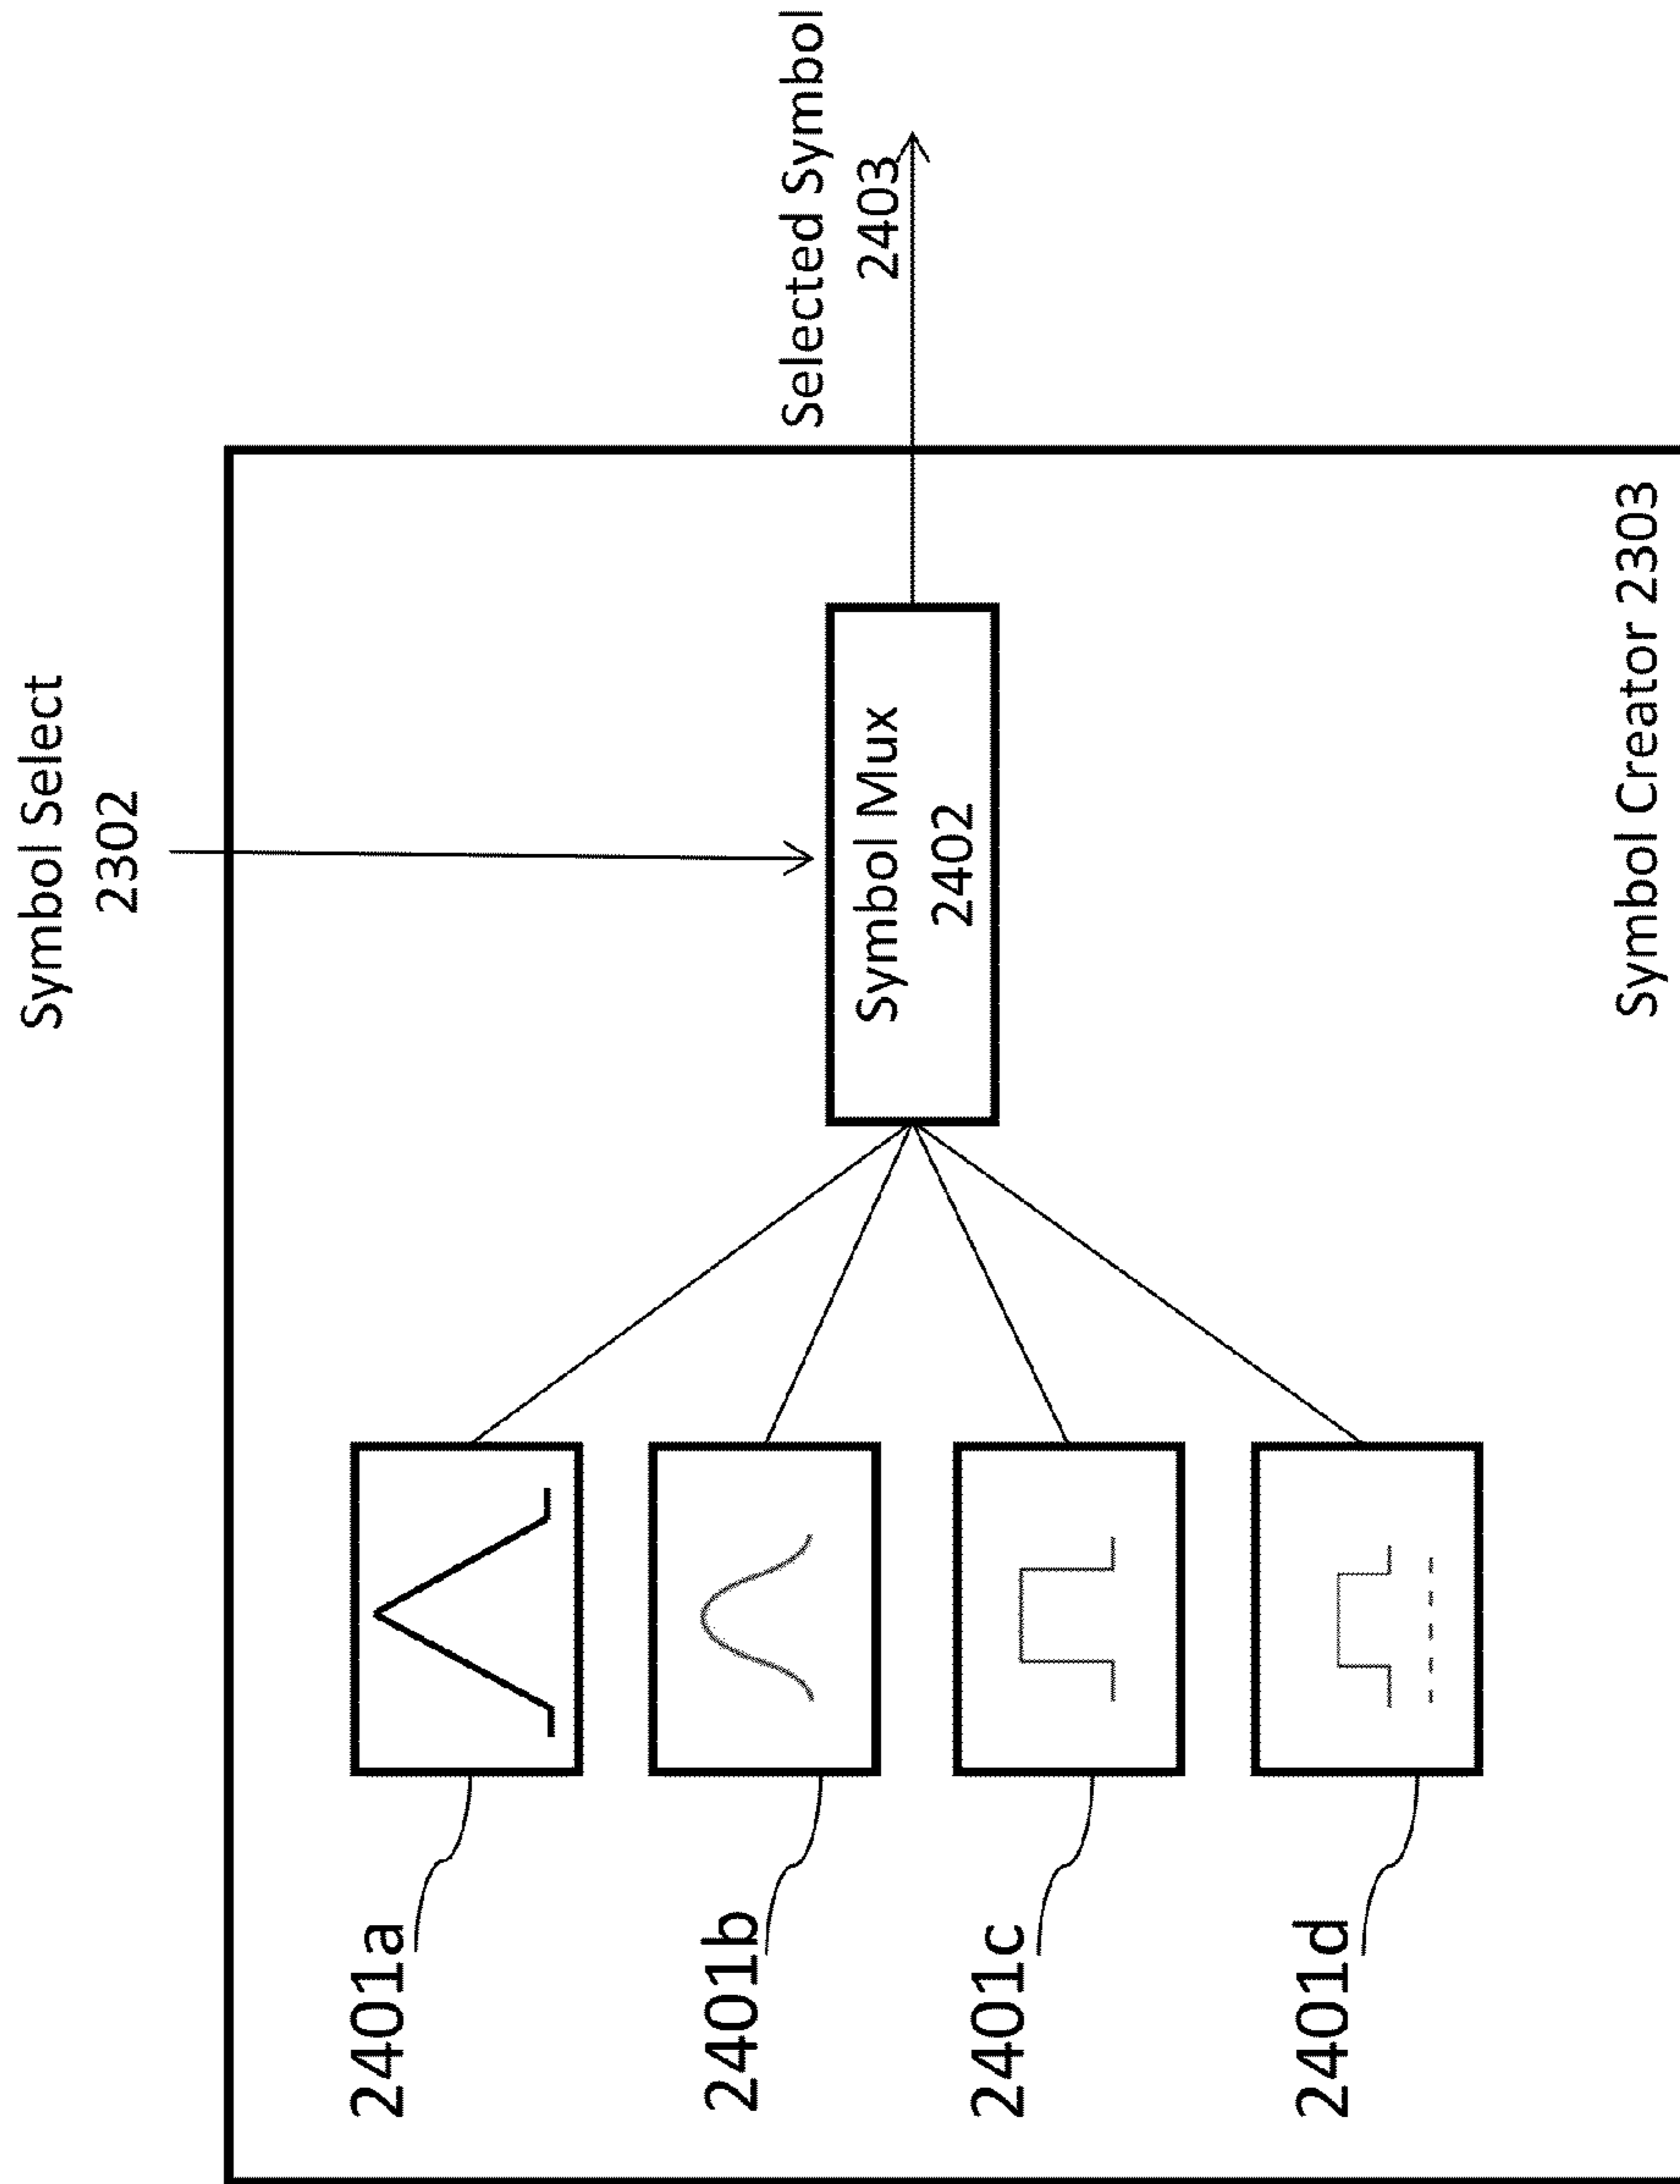 Symbol Select
2302
Selected Symbol
2403
2401a
2401b
Symbol Mux
2402
2401c
2401d
Symbol Creator 2303